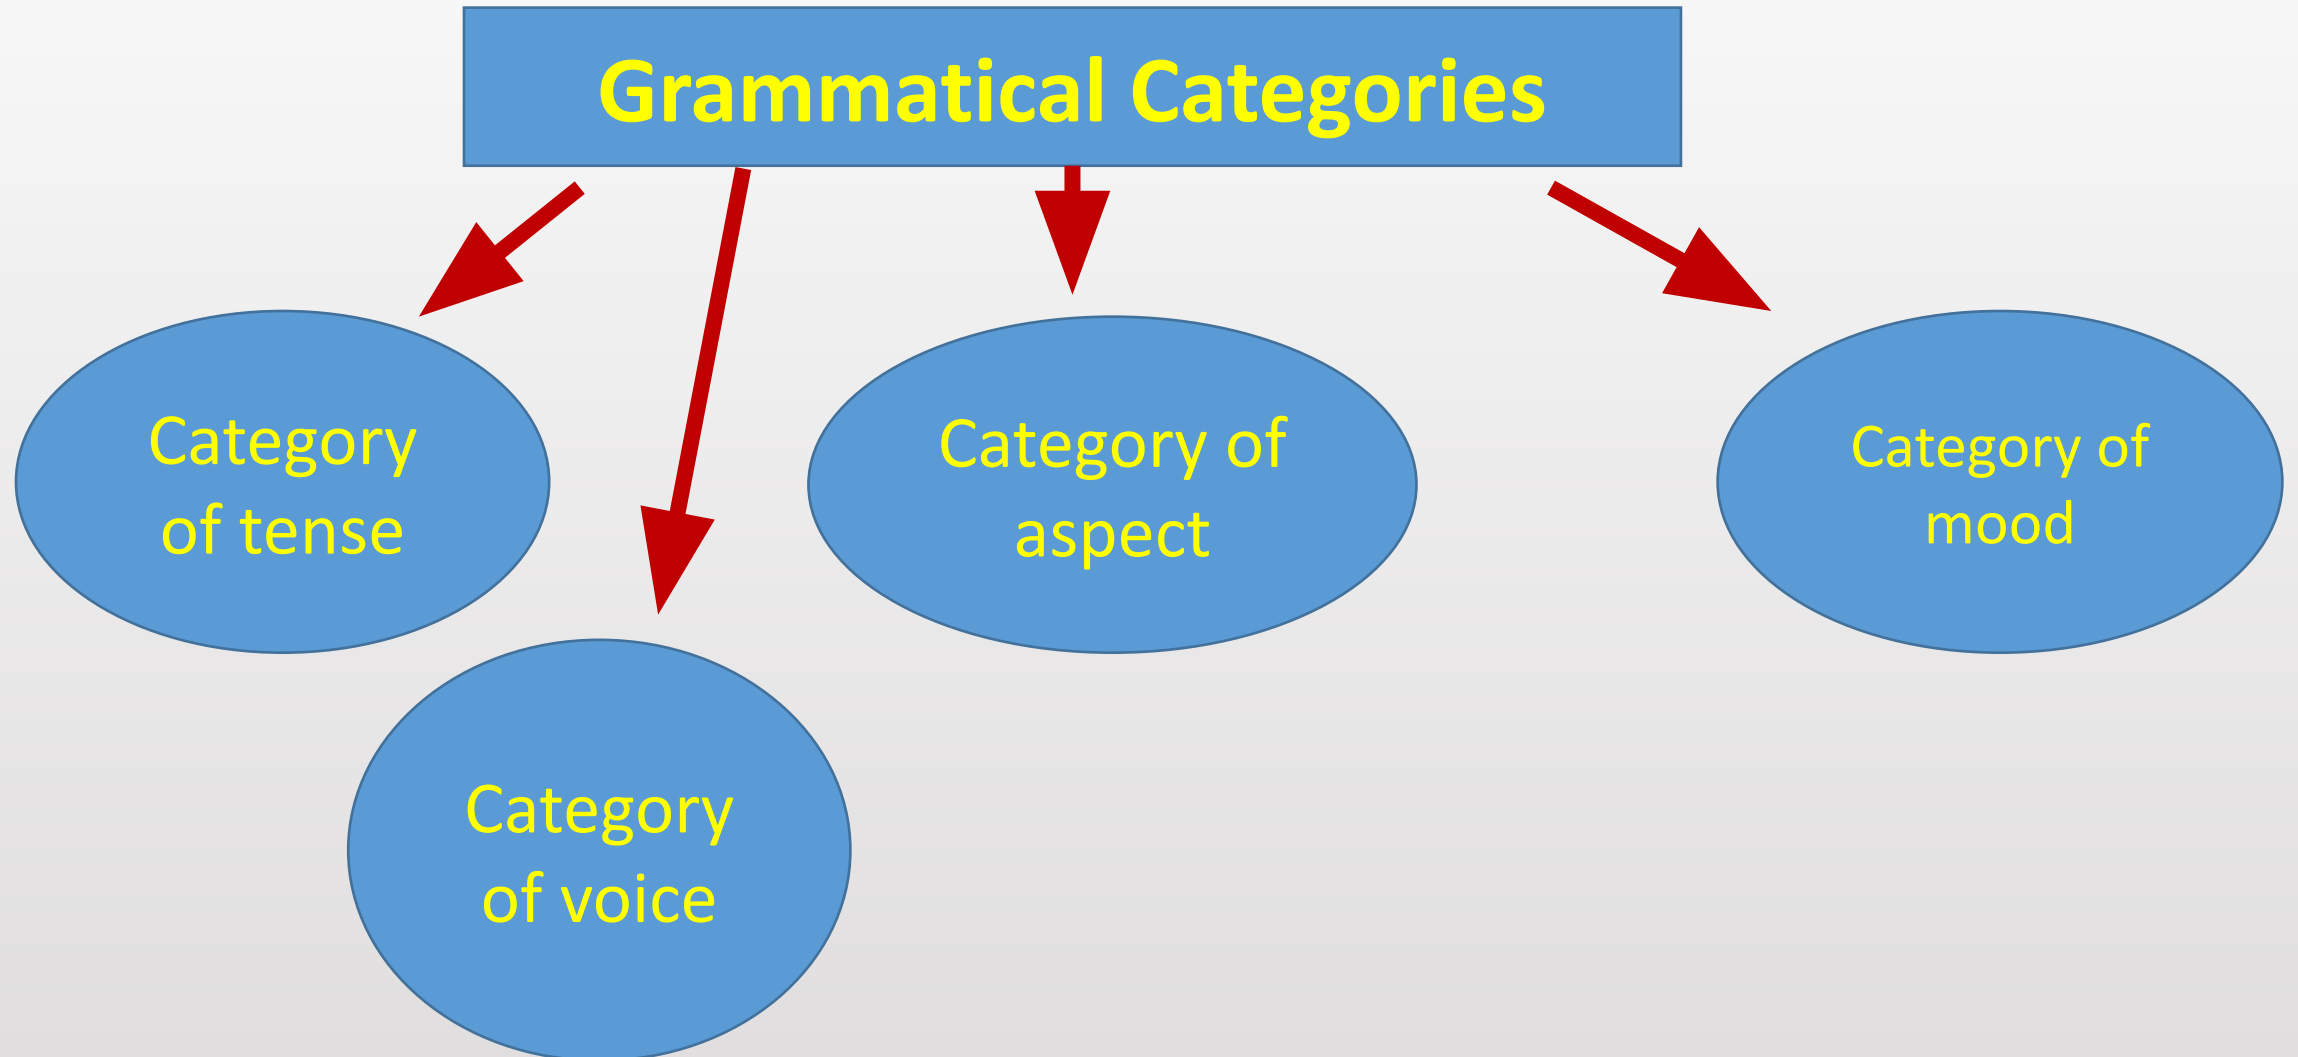 Grammatical Categories
Category
of tense
Category of
aspect
Category of
mood
Category
of voice